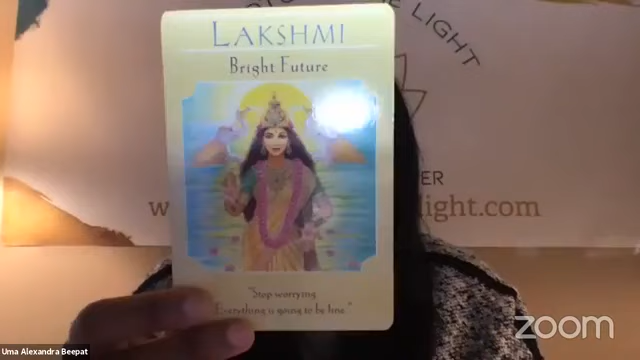 LAKSHMI
Bright Future
"Stop worrying.
Everything is going to be fine."
THE LIGHT
ER
w
light.com
zoom
Uma Alexandra Beepat